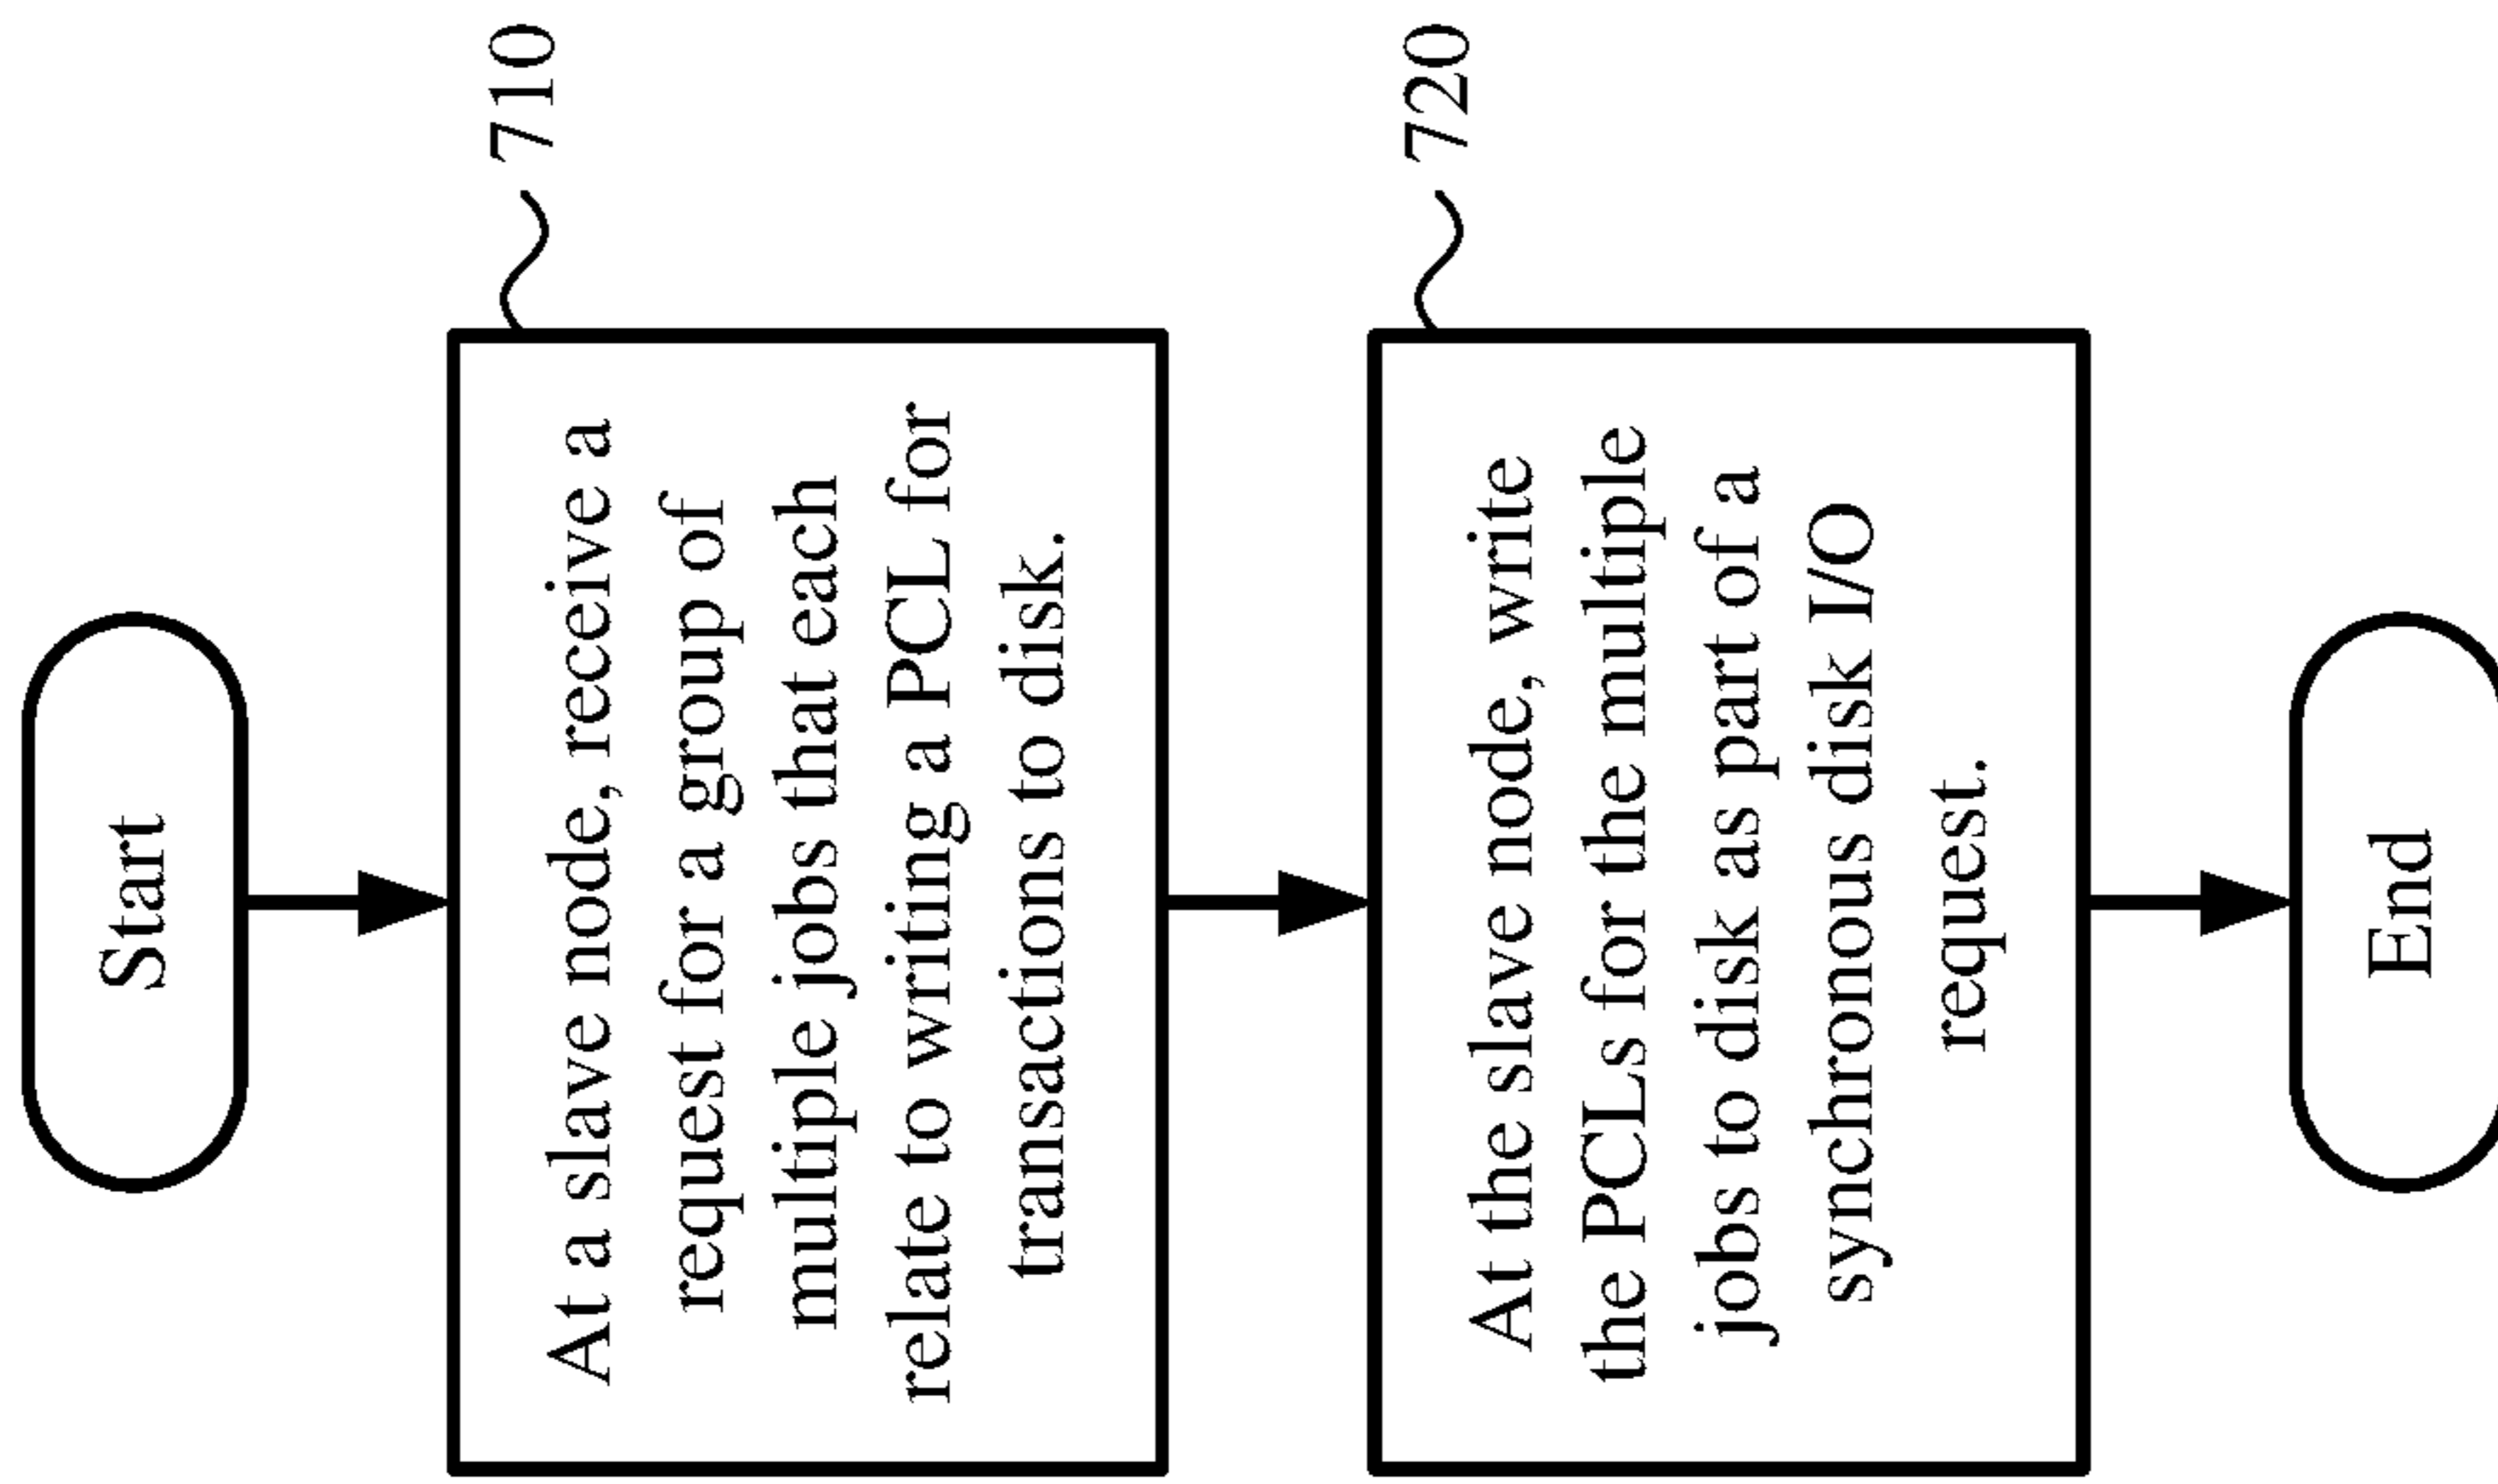 Start
710
At a slave node, receive a
request for a group of
multiple jobs that each
relate to writing a PCL for
transactions to disk.
720
At the slave node, write
the PCLs for the multiple
jobs to disk as part of a
synchronous disk I/O
request.
End